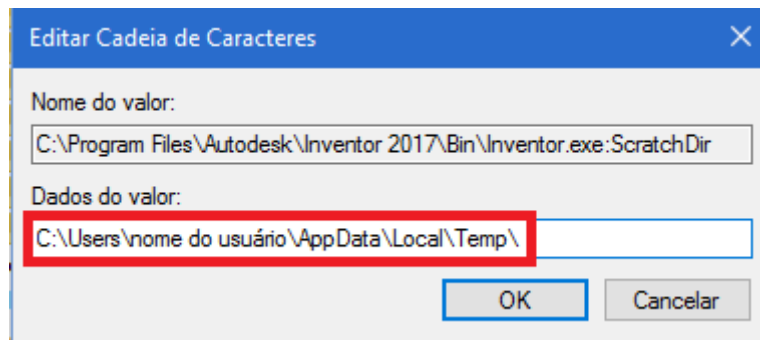 Editar Cadeia de Caracteres
Nome do valor:
C:\Program Files\Autodesk\Inventor 2017\Bin\Inventor.exe:ScratchDir
Dados do valor:
C:\Users\nome do usuário\AppData\Local\Temp\
OK Cancelar